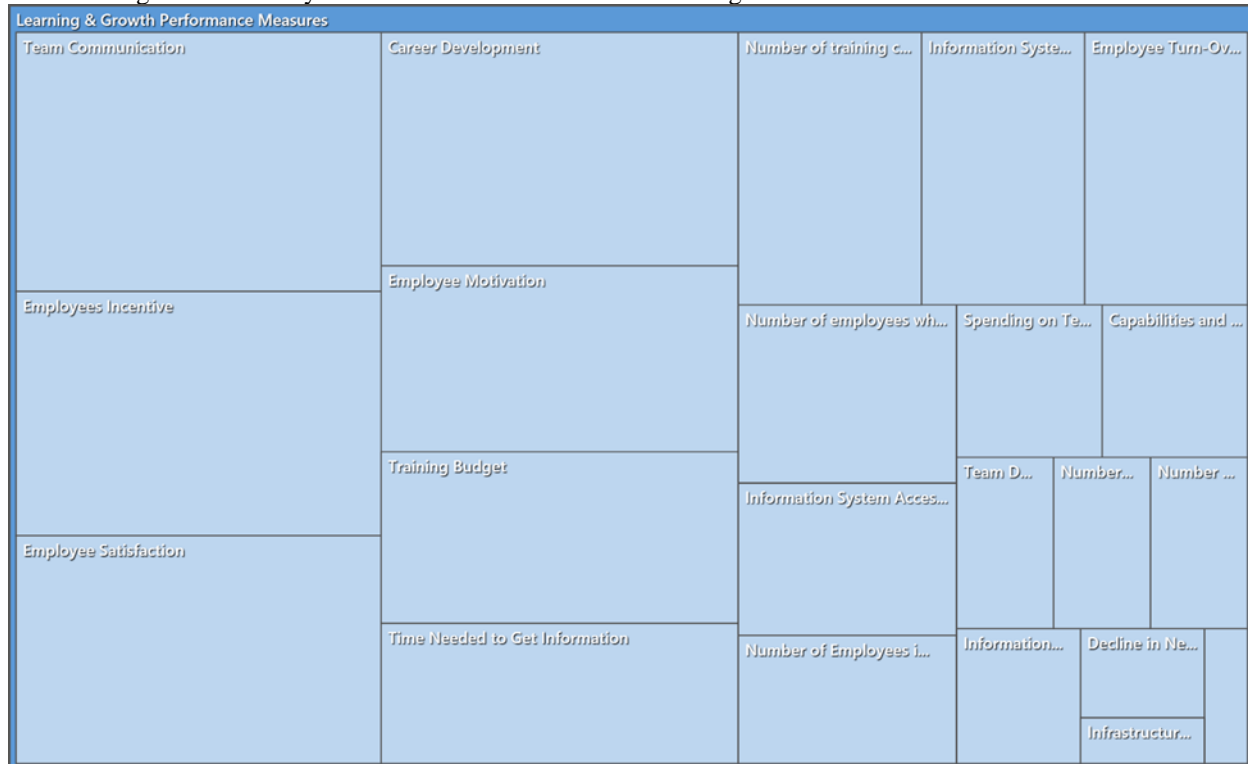 Learning & Growth Performance Measures
Team Communication
Employees Incentive
Employee Satisfaction
Career Development
Employee Motivation
Training Budget
Time Needed to Get Information
Number of training c...
Information Syste...
Employee Turn-Ov...
Number of employees wh...
Spending on Te...
Capabilities and ...
Information System Acces...
Team D...
Number...
Number ...
Number of Employees i...
Information...
Decline in Ne...
Infrastructur...